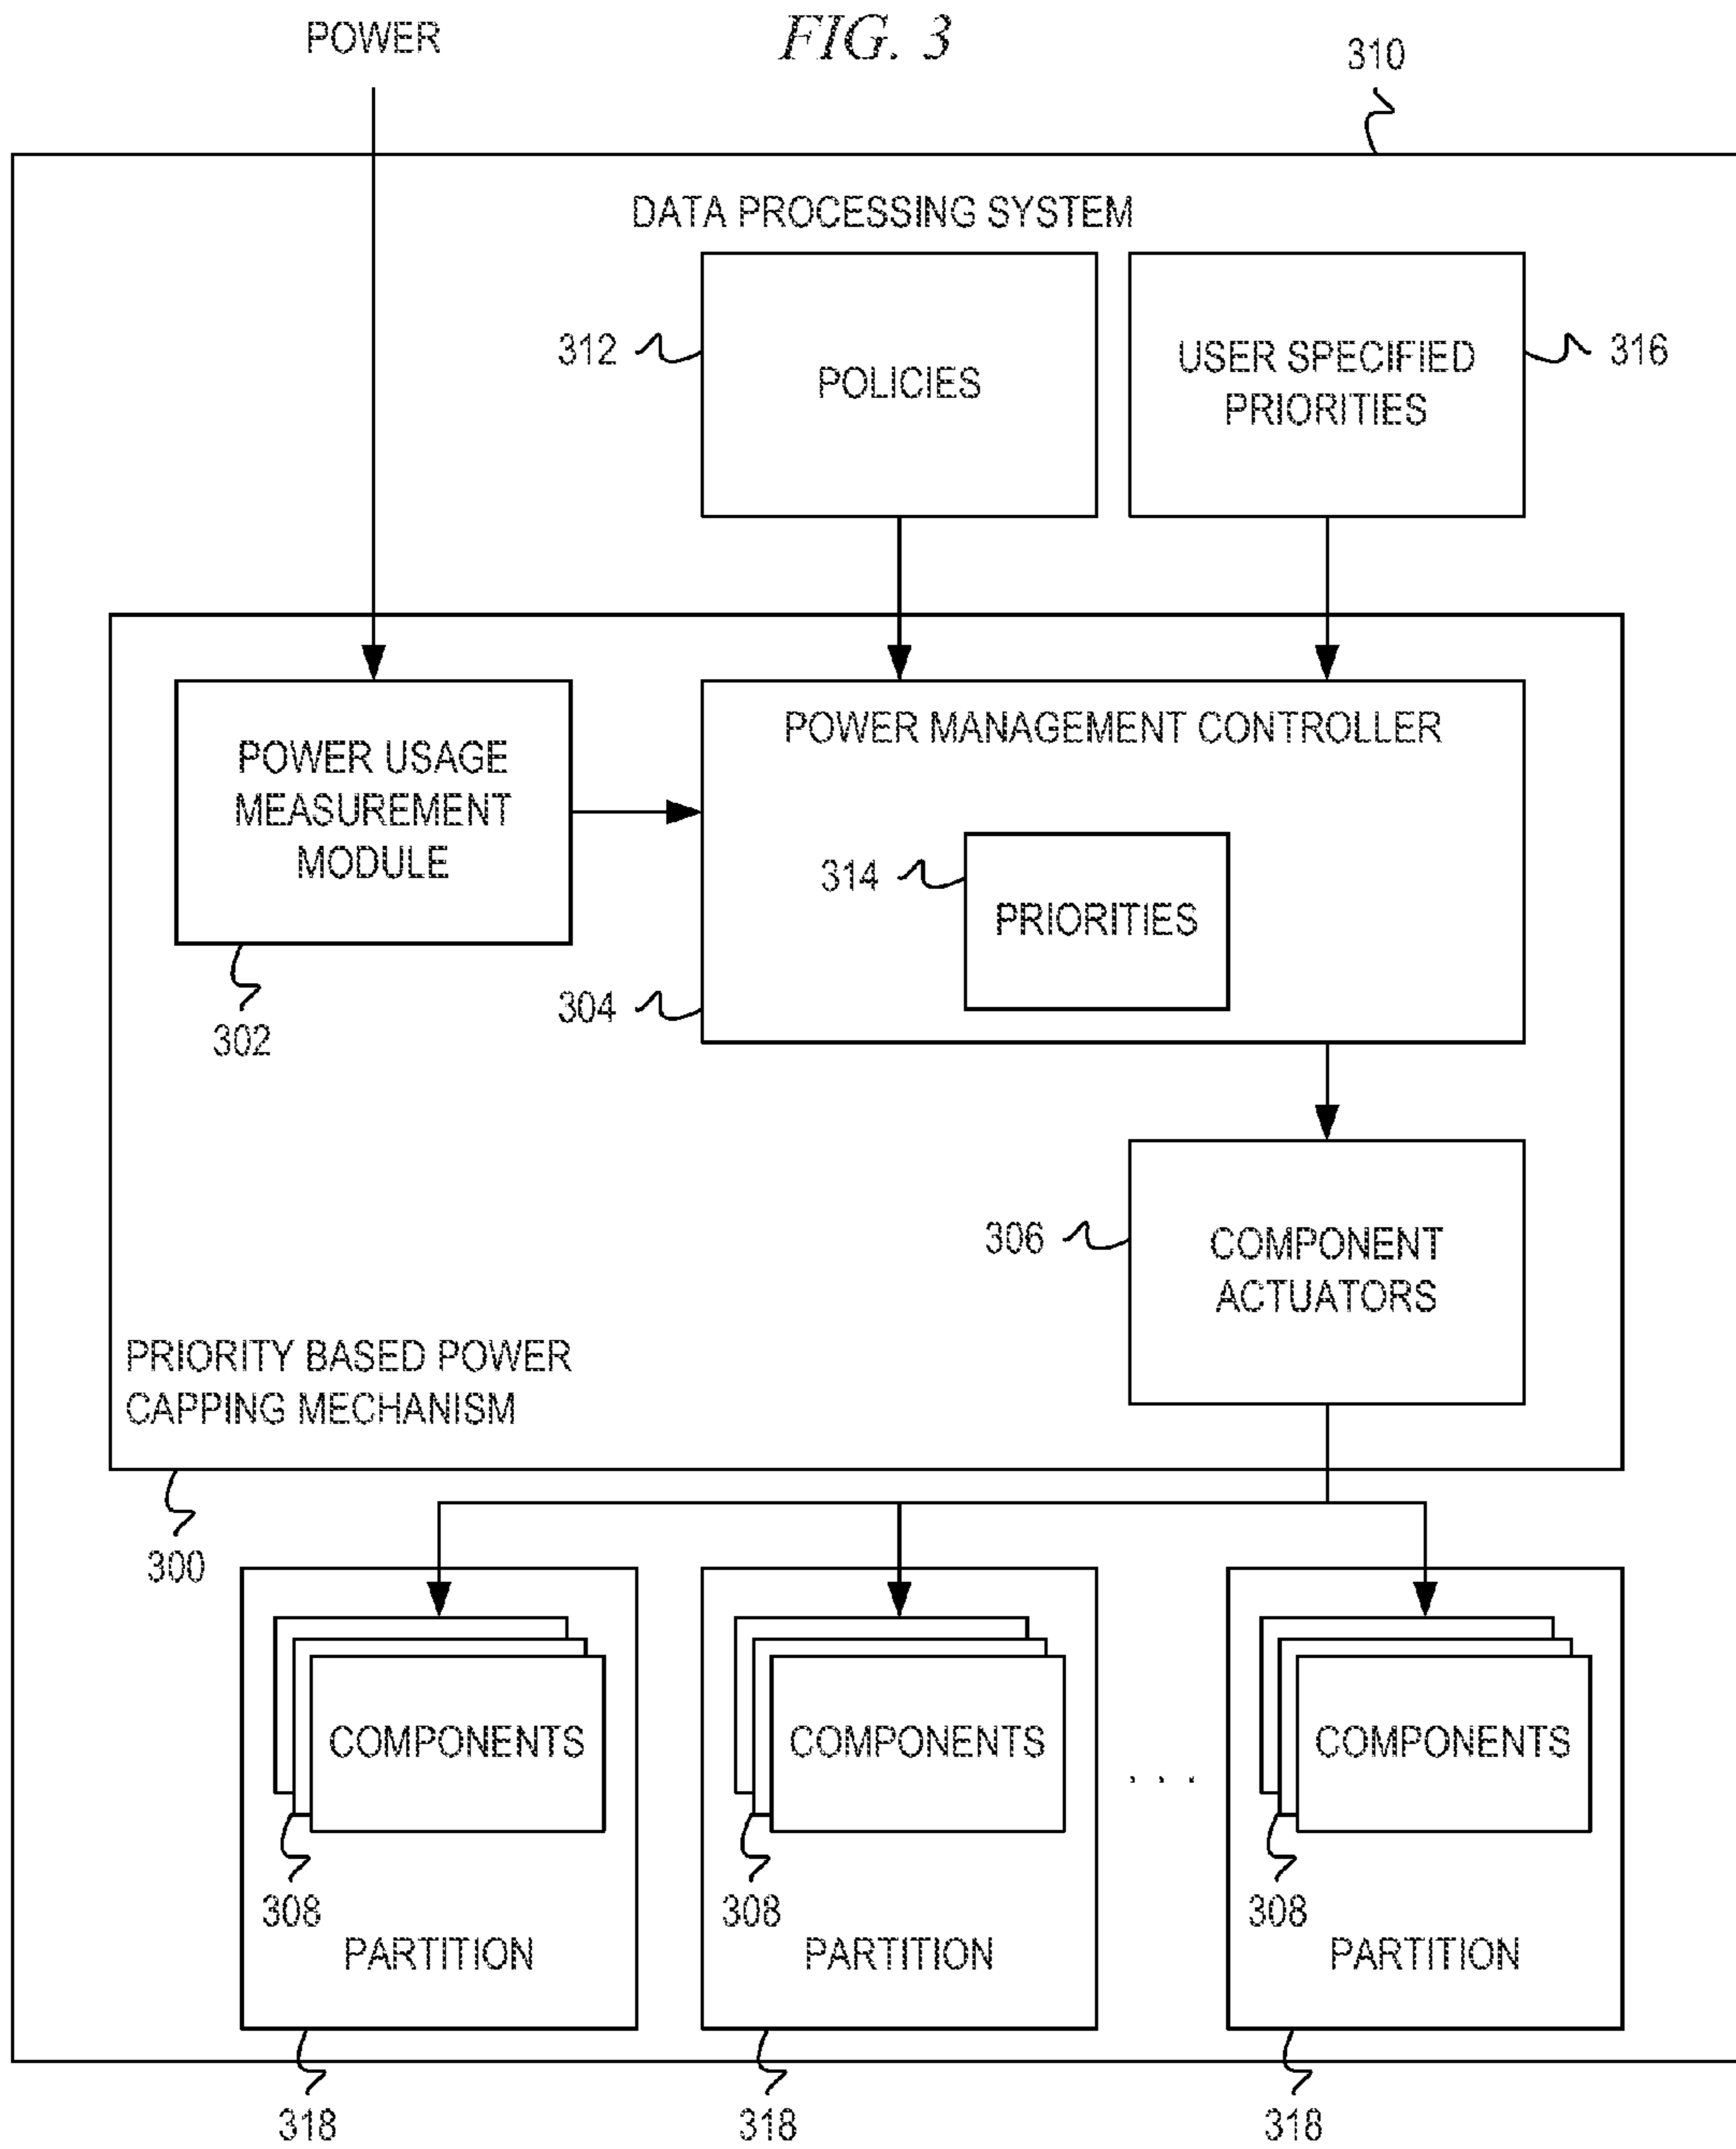 POWER
FIG. 3
310
DATA PROCESSING SYSTEM
312
POLICIES
USER SPECIFIED
PRIORITIES
316
POWER USAGE
MEASUREMENT
MODULE
302
POWER MANAGEMENT CONTROLLER
314
PRIORITIES
304
306
COMPONENT
ACTUATORS
PRIORITY BASED POWER
CAPPING MECHANISM
300
COMPONENTS
308
PARTITION
318
COMPONENTS
308
PARTITION
318
. . .
COMPONENTS
308
PARTITION
318